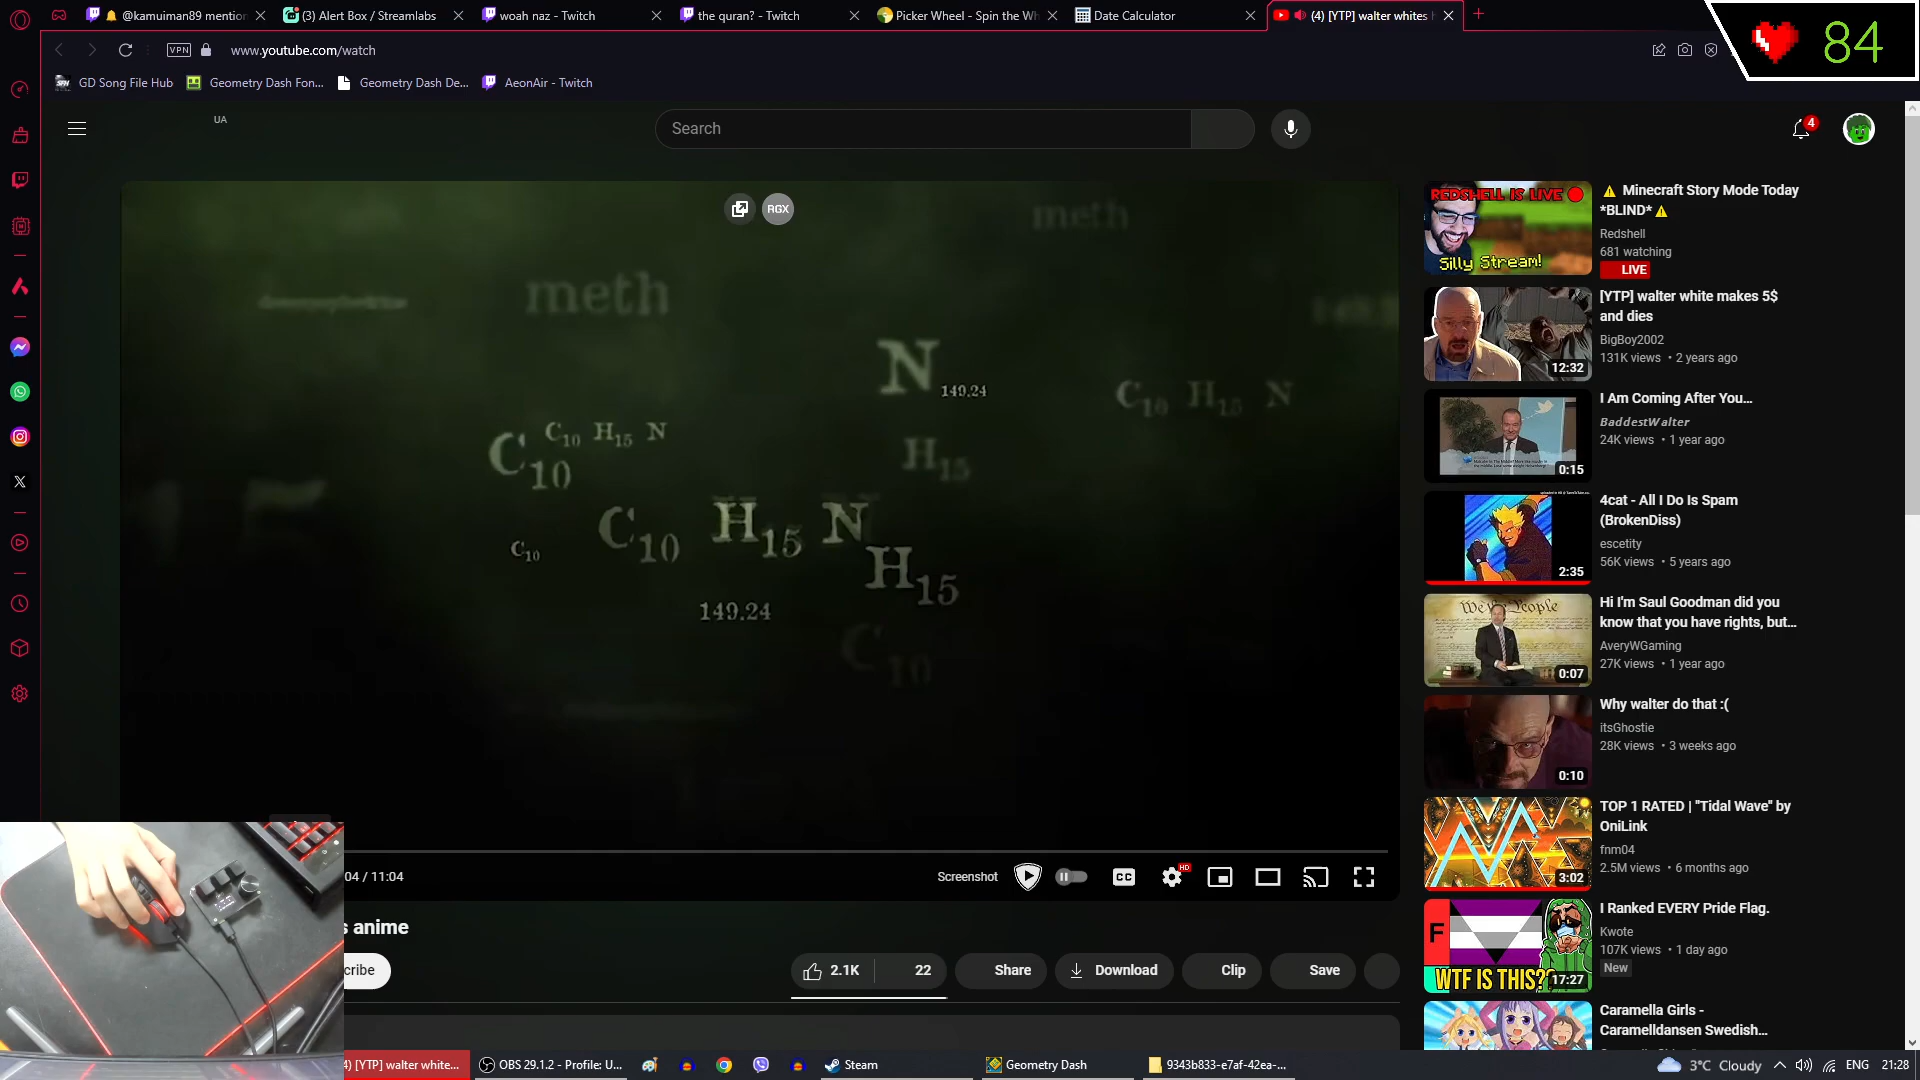 @kamuiman89 mention
(3) Alert Box / Streamlabs
woah naz - Twitch
the quran? - Twitch
Picker Wheel - Spin the Wh
Date Calculator
(4) [YTP] walter whites
84
VPN
www.youtube.com/watch
GD Song File Hub
Geometry Dash Fon...
Geometry Dash De...
AeonAir - Twitch
UA
Search
4
RGX
meth
meth
N
149.24
C10 H15 N
C10 H15 N
C10
H15
C10 H15 N
C10
H15
149.24
C10
REDSHELL IS LIVE
Silly Stream!
⚠ Minecraft Story Mode Today
*BLIND* ⚠
Redshell
681 watching
LIVE
12:32
[YTP] walter white makes 5$
and dies
BigBoy2002
131K views • 2 years ago
0:15
I Am Coming After You...
BaddestWalter
24K views • 1 year ago
2:35
4cat - All I Do Is Spam
(BrokenDiss)
escetity
56K views • 5 years ago
We the People
0:07
Hi I'm Saul Goodman did you
know that you have rights, but...
AveryWGaming
27K views • 1 year ago
0:10
Why walter do that :(
itsGhostie
28K views • 3 weeks ago
3:02
TOP 1 RATED | "Tidal Wave" by
OniLink
fnm04
2.5M views • 6 months ago
F
WTF IS THIS?
17:27
I Ranked EVERY Pride Flag.
Kwote
107K views • 1 day ago
New
Caramella Girls -
Caramelldansen Swedish...
04 / 11:04
Screenshot
CC
HD
s anime
cribe
2.1K
22
Share
Download
Clip
Save
4) [YTP] walter white...
OBS 29.1.2 - Profile: U...
Steam
Geometry Dash
9343b833-e7af-42ea-...
3°C Cloudy
ENG
21:28